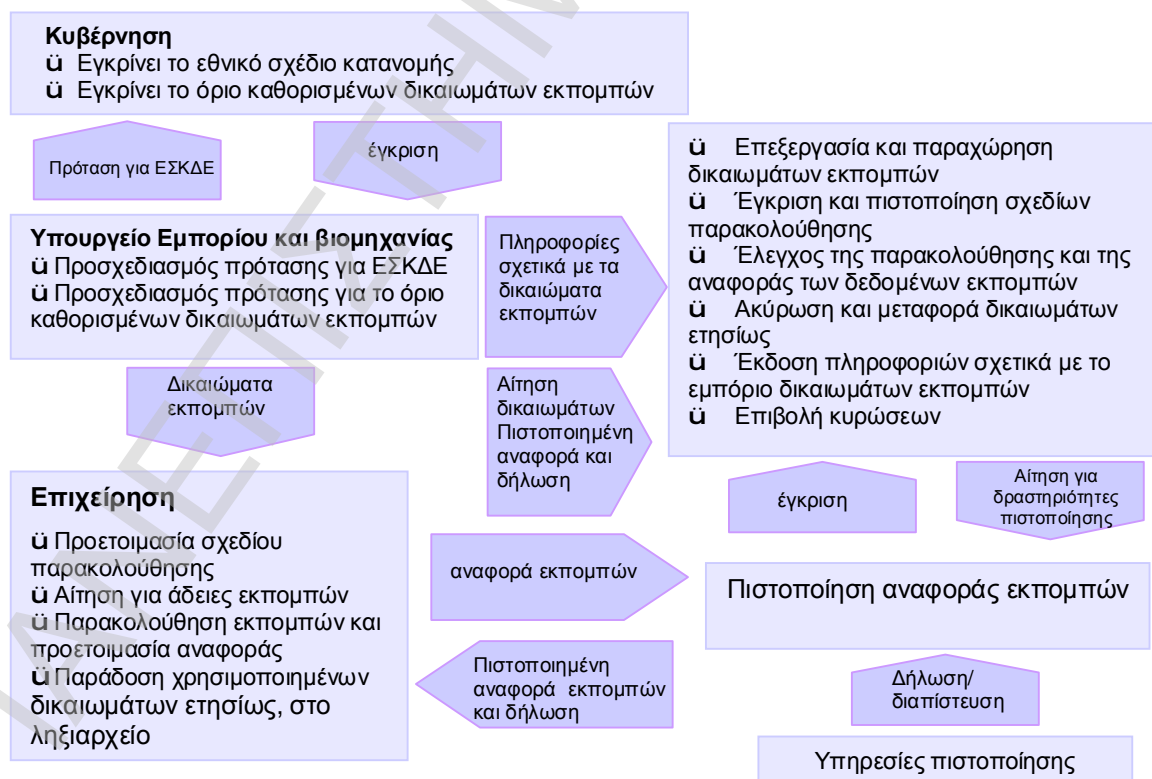 Κυβέρνηση
ü Εγκρίνει το εθνικό σχέδιο κατανομής
ü Εγκρίνει το όριο καθορισμένων δικαιωμάτων εκπομπών
Πρόταση για ΕΣΚΔΕ
έγκριση
ü Επεξεργασία και παραχώρηση
δικαιωμάτων εκπομπών
ü Έγκριση και πιστοποίηση σχεδίων
παρακολούθησης
ü Έλεγχος της παρακολούθησης και της
αναφοράς των δεδομένων εκπομπών
ü Ακύρωση και μεταφορά δικαιωμάτων
ετησίως
ü Έκδοση πληροφοριών σχετικά με το
εμπόριο δικαιωμάτων εκπομπών
ü Επιβολή κυρώσεων
Υπουργείο Εμπορίου και βιομηχανίας
ü Προσχεδιασμός πρότασης για ΕΣΚΔΕ
ü Προσχεδιασμός πρότασης για το όριο
καθορισμένων δικαιωμάτων εκπομπών
Πληροφορίες
σχετικά με τα
δικαιώματα
εκπομπών
Δικαιώματα
εκπομπών
Αίτηση
δικαιωμάτων
Πιστοποιημένη
αναφορά και
δήλωση
έγκριση
Αίτηση για
δραστηριότητες
πιστοποίησης
Επιχείρηση
ü Προετοιμασία σχεδίου
παρακολούθησης
ü Αίτηση για άδειες εκπομπών
ü Παρακολούθηση εκπομπών και
προετοιμασία αναφοράς
ü Παράδοση χρησιμοποιημένων
δικαιωμάτων ετησίως, στο
ληξιαρχείο
αναφορά εκπομπών
Πιστοποίηση αναφοράς εκπομπών
Πιστοποιημένη
αναφορά εκπομπών
και δήλωση
Δήλωση/
διαπίστευση
Υπηρεσίες πιστοποίησης